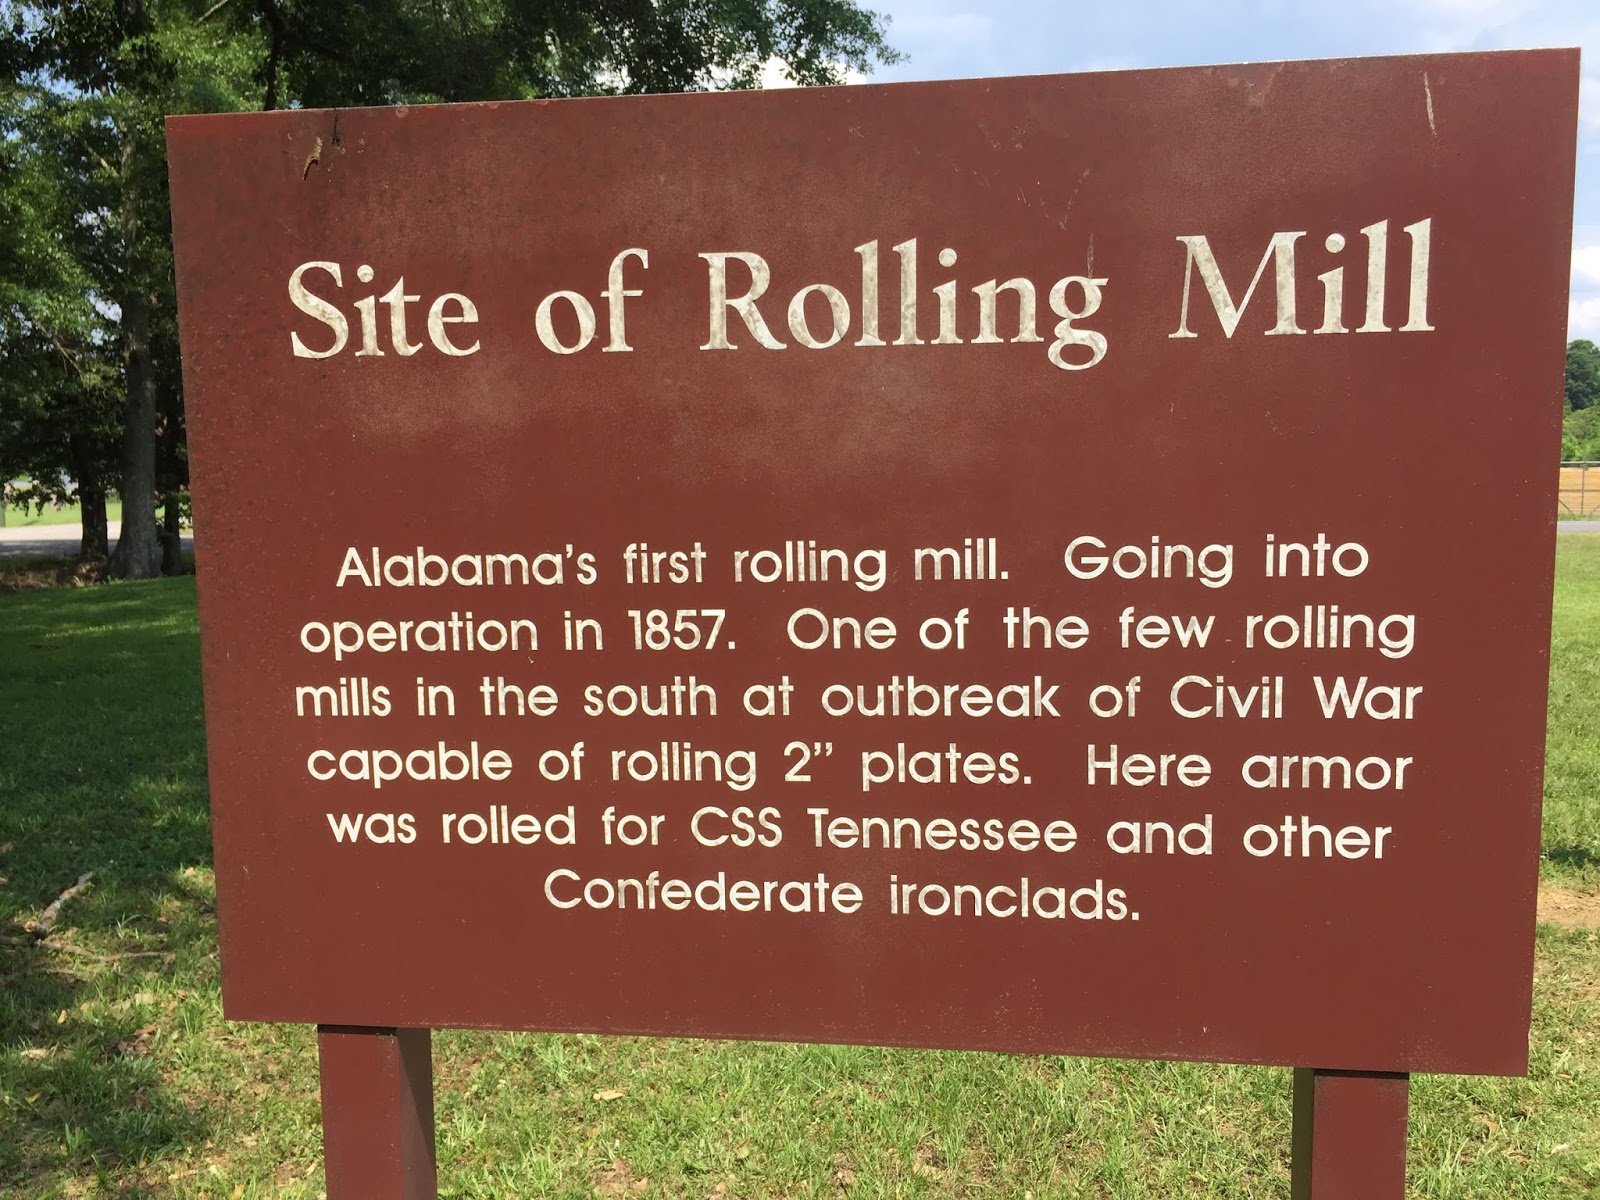 Site of Rolling Mill
Alabama's first rolling mill. Going into
operation in 1857. One of the few rolling
mills in the south at outbreak of Civil War
capable of rolling 2” plates. Here armor
was rolled for CSS Tennessee and other
Confederate ironclads.